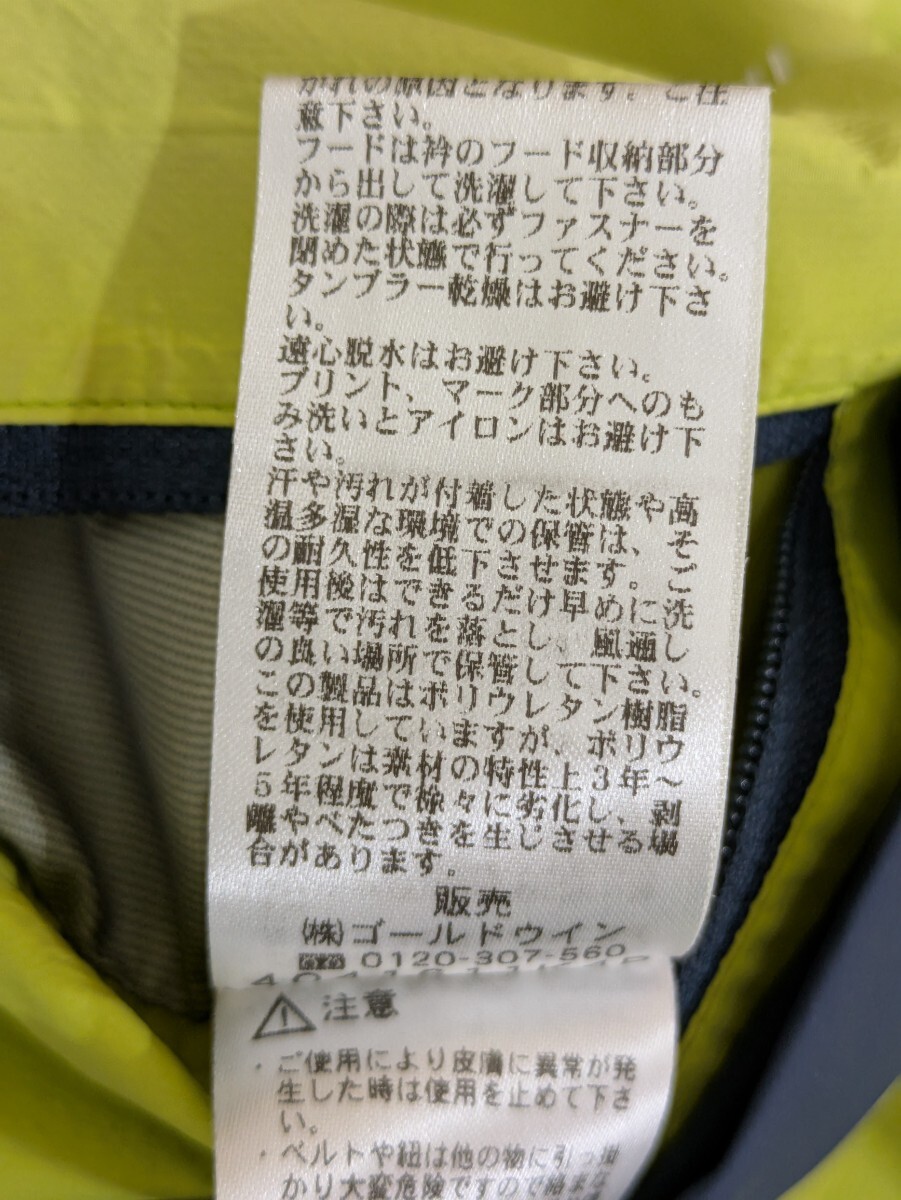 がれの原因となります。ご注
意下さい。
フードは衿のフード収納部分
から出して洗濯して下さい。
洗濯の際は必ずファスナーを
閉めた状態で行ってください。
タンブラー乾燥はお避け下さ
い。
遠心脱水はお避け下さい。
プリント、マーク部分へのも
み洗いとアイロンはお避け下
さい。
汗や汚れが付着した状態や高
温多湿な環境での保管は、そ
の耐久性を低下させます。ご
使用後はできるだけ早めに洗
濯等で汚れを落とし、風通し
の良い場所で保管して下さい。
この製品はポリウレタン樹脂
を使用していますが、ポリウ
レタンは素材の特性上3年～
5年程度で徐々に劣化し、剥
離やべたつきを生じさせる場
合があります。
販売
㈱ゴールドウイン
0120-307-560
⚠注意
・ご使用により皮膚に異常が発
生した時は使用を止めて下さ
い。
・ベルトや紐は他の物に引っ掛
かり大変危険ですので絡まな